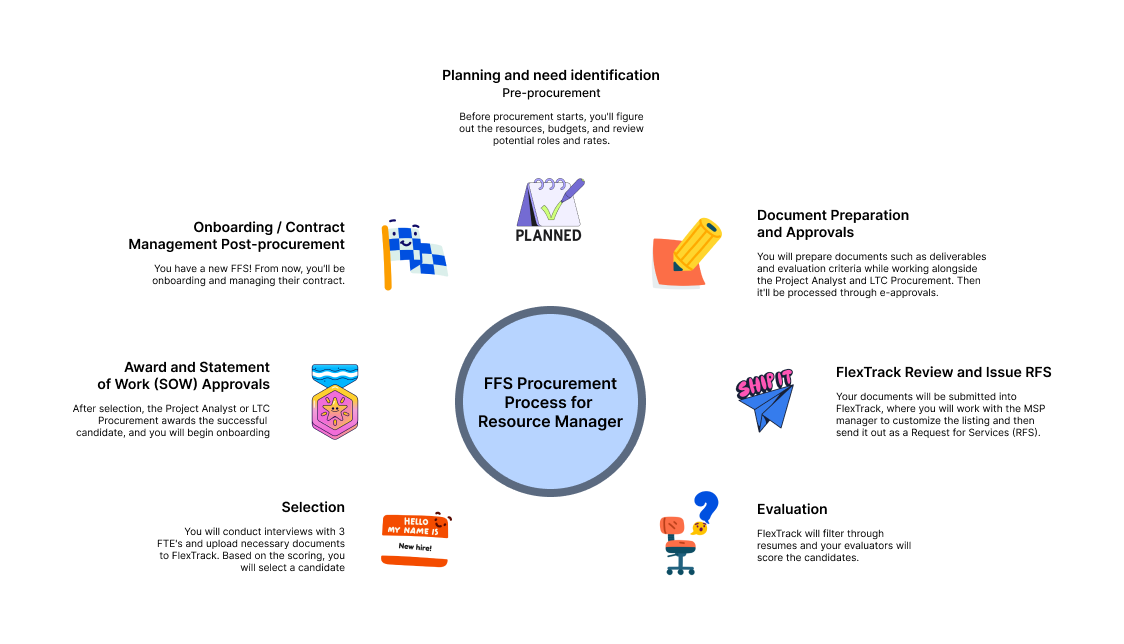 Planning and need identification
Pre-procurement
Before procurement starts, you'll figure
out the resources, budgets, and review
potential roles and rates.
PLANNED
Document Preparation
and Approvals
You will prepare documents such as deliverables
and evaluation criteria while working alongside
the Project Analyst and LTC Procurement. Then
it'll be processed through e-approvals.
SHIP IT
FlexTrack Review and Issue RFS
Your documents will be submitted into
FlexTrack, where you will work with the MSP
manager to customize the listing and then
send it out as a Request for Services (RFS).
Evaluation
FlexTrack will filter through
resumes and your evaluators will
score the candidates.
Selection
You will conduct interviews with 3
FTE's and upload necessary documents
to FlexTrack. Based on the scoring, you
will select a candidate
HELLO
MY NAME IS
New hire!
Award and Statement
of Work (SOW) Approvals
After selection, the Project Analyst or LTC
Procurement awards the successful
candidate, and you will begin onboarding
Onboarding / Contract
Management Post-procurement
You have a new FFS! From now, you'll be
onboarding and managing their contract.
FFS Procurement
Process for
Resource Manager